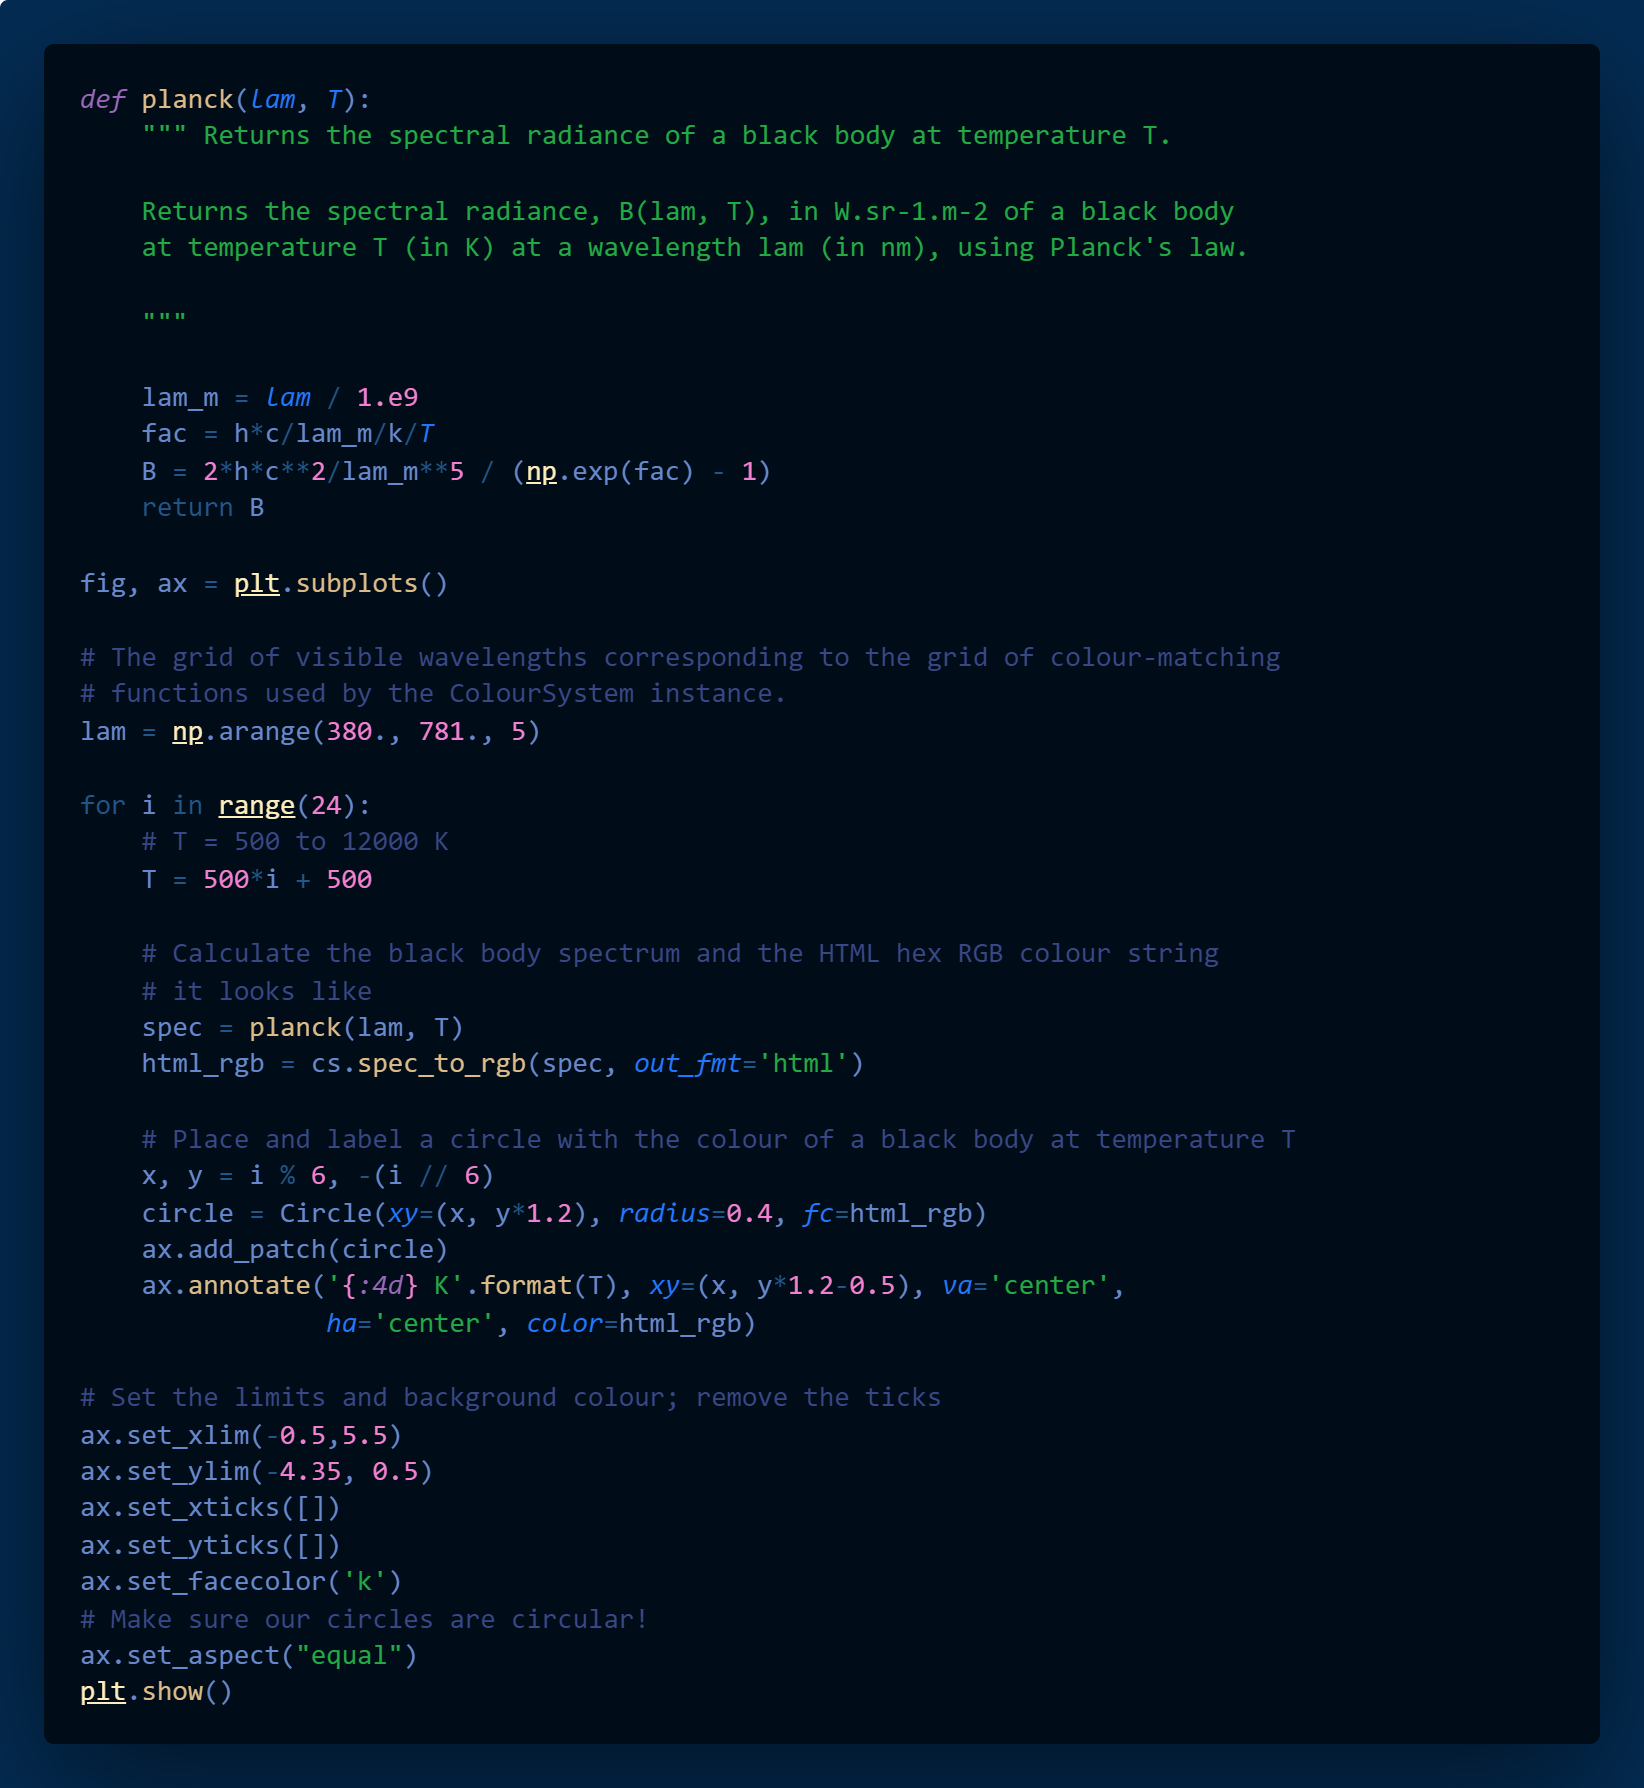 def planck(lam, T):
    """ Returns the spectral radiance of a black body at temperature T.

    Returns the spectral radiance, B(lam, T), in W.sr-1.m-2 of a black body
    at temperature T (in K) at a wavelength lam (in nm), using Planck's law.

    """

    lam_m = lam / 1.e9
    fac = h*c/lam_m/k/T
    B = 2*h*c**2/lam_m**5 / (np.exp(fac) - 1)
    return B

fig, ax = plt.subplots()

# The grid of visible wavelengths corresponding to the grid of colour-matching
# functions used by the ColourSystem instance.
lam = np.arange(380., 781., 5)

for i in range(24):
    # T = 500 to 12000 K
    T = 500*i + 500

    # Calculate the black body spectrum and the HTML hex RGB colour string
    # it looks like
    spec = planck(lam, T)
    html_rgb = cs.spec_to_rgb(spec, out_fmt='html')

    # Place and label a circle with the colour of a black body at temperature T
    x, y = i % 6, -(i // 6)
    circle = Circle(xy=(x, y*1.2), radius=0.4, fc=html_rgb)
    ax.add_patch(circle)
    ax.annotate('{:4d} K'.format(T), xy=(x, y*1.2-0.5), va='center',
                ha='center', color=html_rgb)

# Set the limits and background colour; remove the ticks
ax.set_xlim(-0.5,5.5)
ax.set_ylim(-4.35, 0.5)
ax.set_xticks([])
ax.set_yticks([])
ax.set_facecolor('k')
# Make sure our circles are circular!
ax.set_aspect("equal")
plt.show()